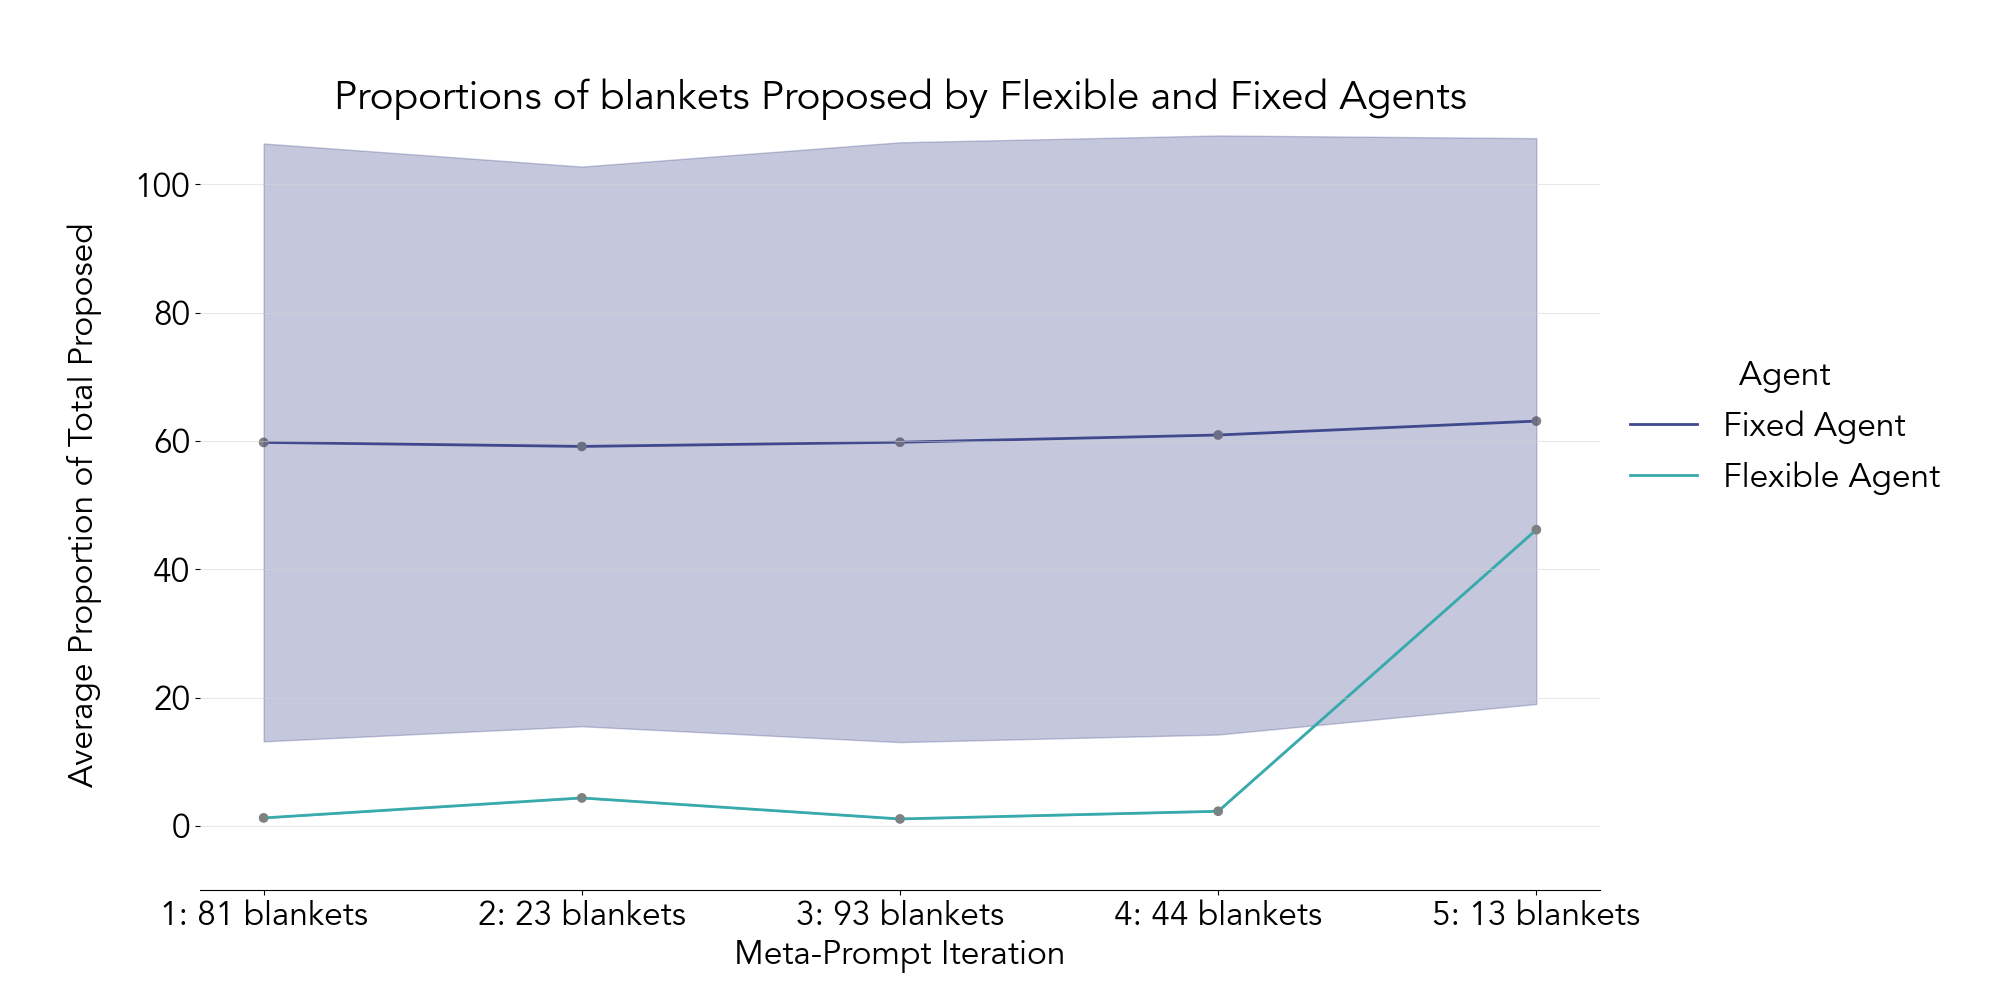 Proportions of blankets Proposed by Flexible and Fixed Agents
Average Proportion of Total Proposed
100
80
60
40
20
0
1: 81 blankets
2: 23 blankets
3: 93 blankets
4: 44 blankets
5: 13 blankets
Meta-Prompt Iteration
Agent
Fixed Agent
Flexible Agent